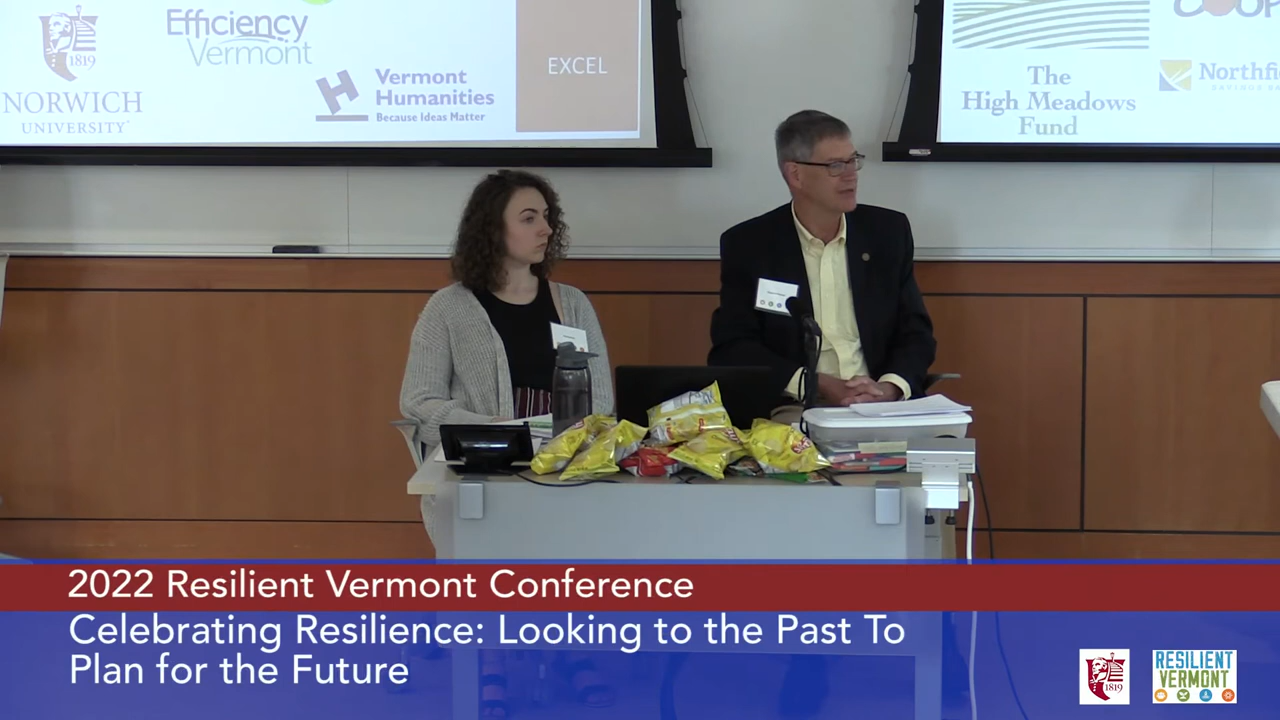 1819
NORWICH
UNIVERSITY
Efficiency
Vermont
Vermont
Humanities
Because Ideas Matter
EXCEL
The
High Meadows
Fund
2022 Resilient Vermont Conference
Celebrating Resilience: Looking to the Past To
Plan for the Future
1819
RESILIENT
VERMONT